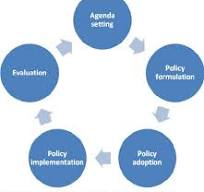 Agenda
setting
Policy
formulation
Policy
adoption
Policy
implementation
Evaluation